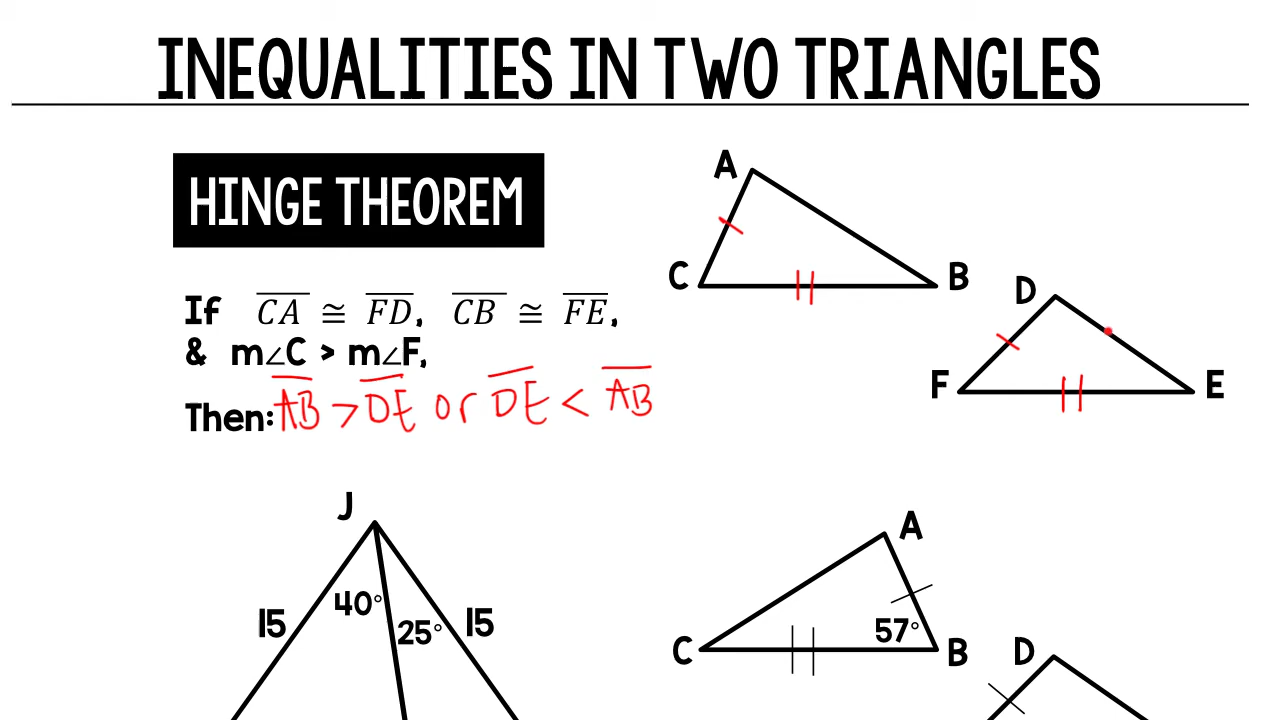 INEQUALITIES IN TWO TRIANGLES
HINGE THEOREM
If CA ≅ FD, CB ≅ FE,
& m∠C > m∠F,
Then: AB > DE or DE < AB
A
C
B
D
F
E
J
15
40°
25°
15
A
57°
C
B
D